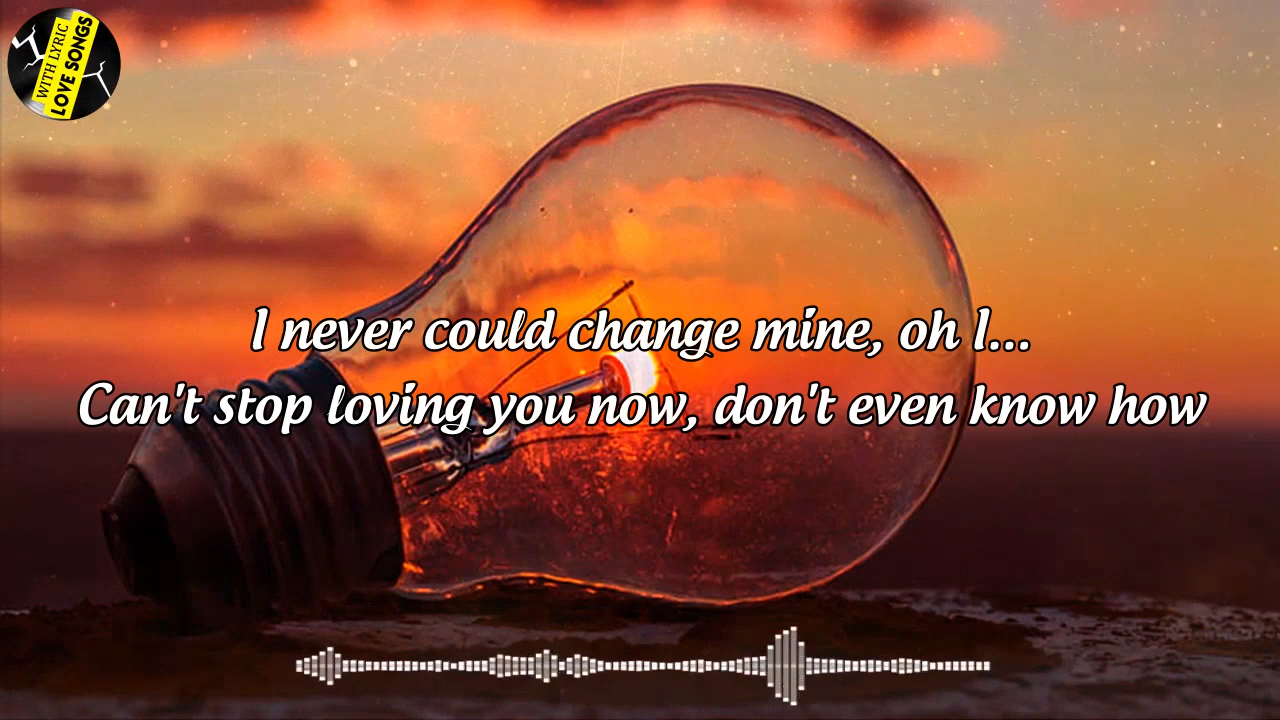 WITH LYRIC
LOVE SONGS
I never could change mine, oh I...
Can't stop loving you now, don't even know how